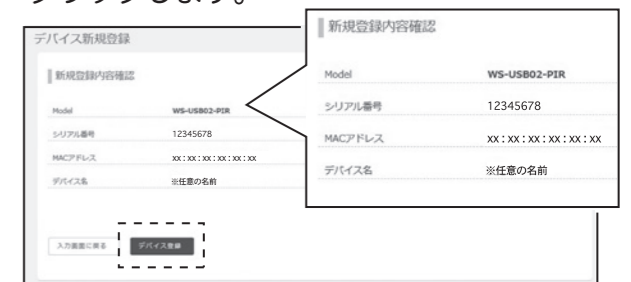 クリックします。
デバイス新規登録
新規登録内容確認
Model WS-USB02-PIR
シリアル番号 12345678
MACアドレス xx:xx:xx:xx:xx:xx
デバイス名 ※任意の名前
入力画面に戻る デバイス登録
新規登録内容確認
Model WS-USB02-PIR
シリアル番号 12345678
MACアドレス xx:xx:xx:xx:xx:xx
デバイス名 ※任意の名前